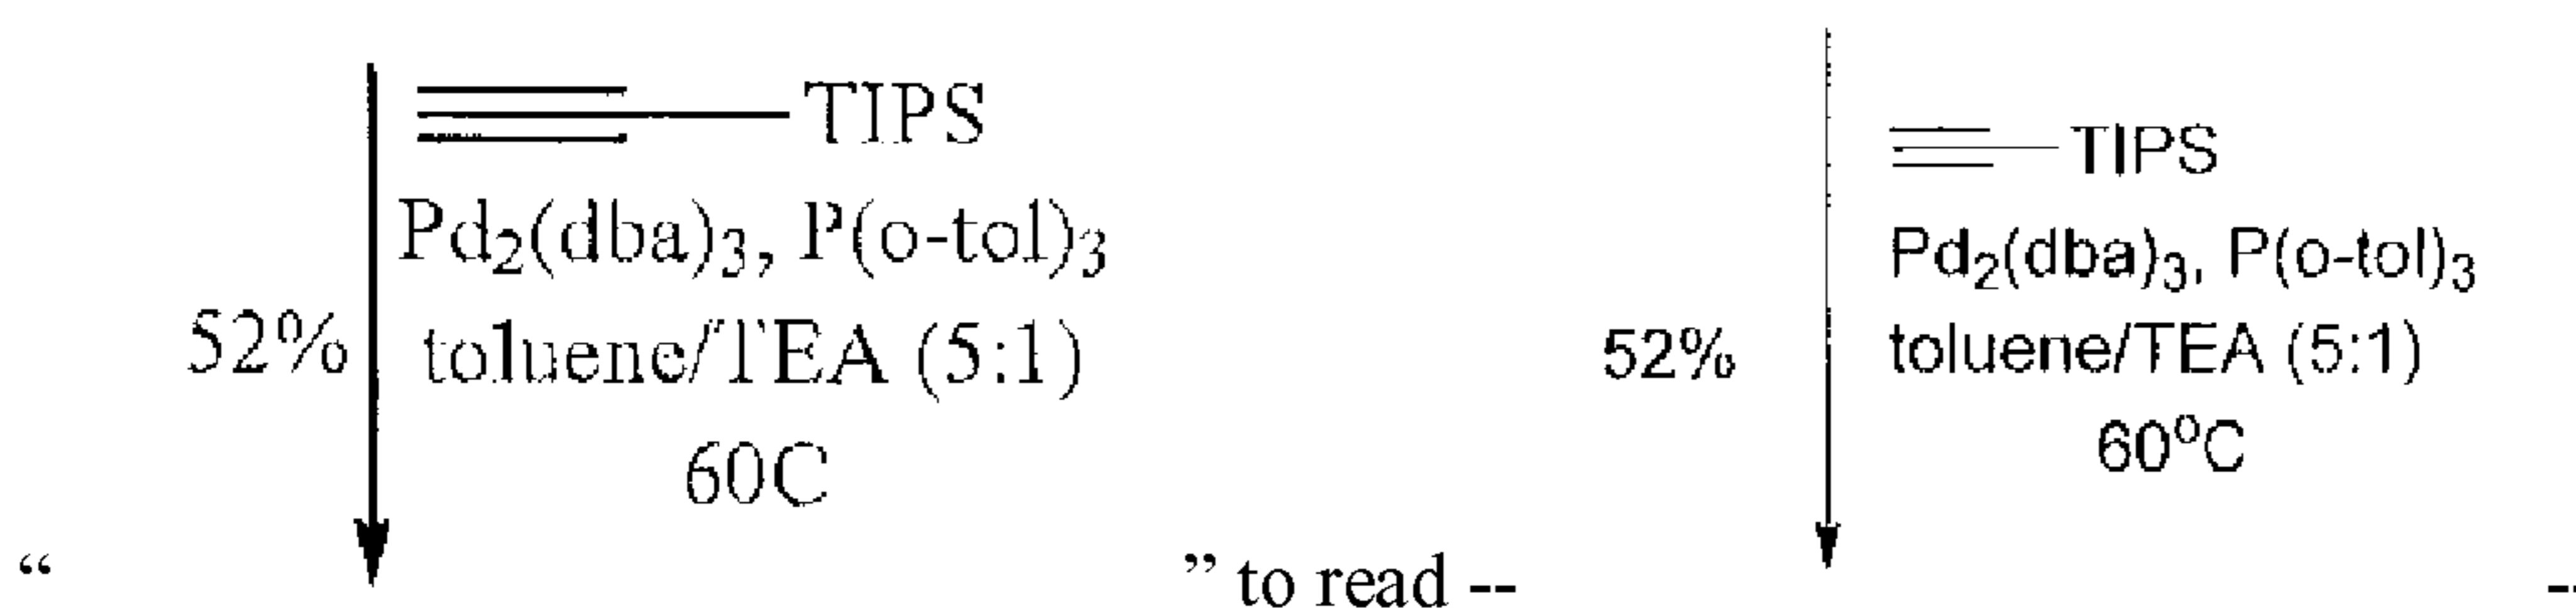 TIPS
Pd₂(dba)₃, P(o-tol)₃
52% toluene/TEA (5:1)
60C
“ ” to read --
TIPS
Pd₂(dba)₃, P(o-tol)₃
52% toluene/TEA (5:1)
60ºC
--